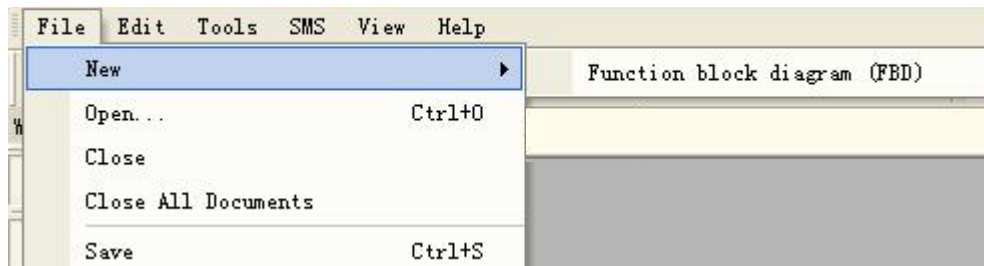 File Edit Tools SMS View Help
New Function block diagram (FBD)
Open... Ctrl+O
Close
Close All Documents
Save Ctrl+S